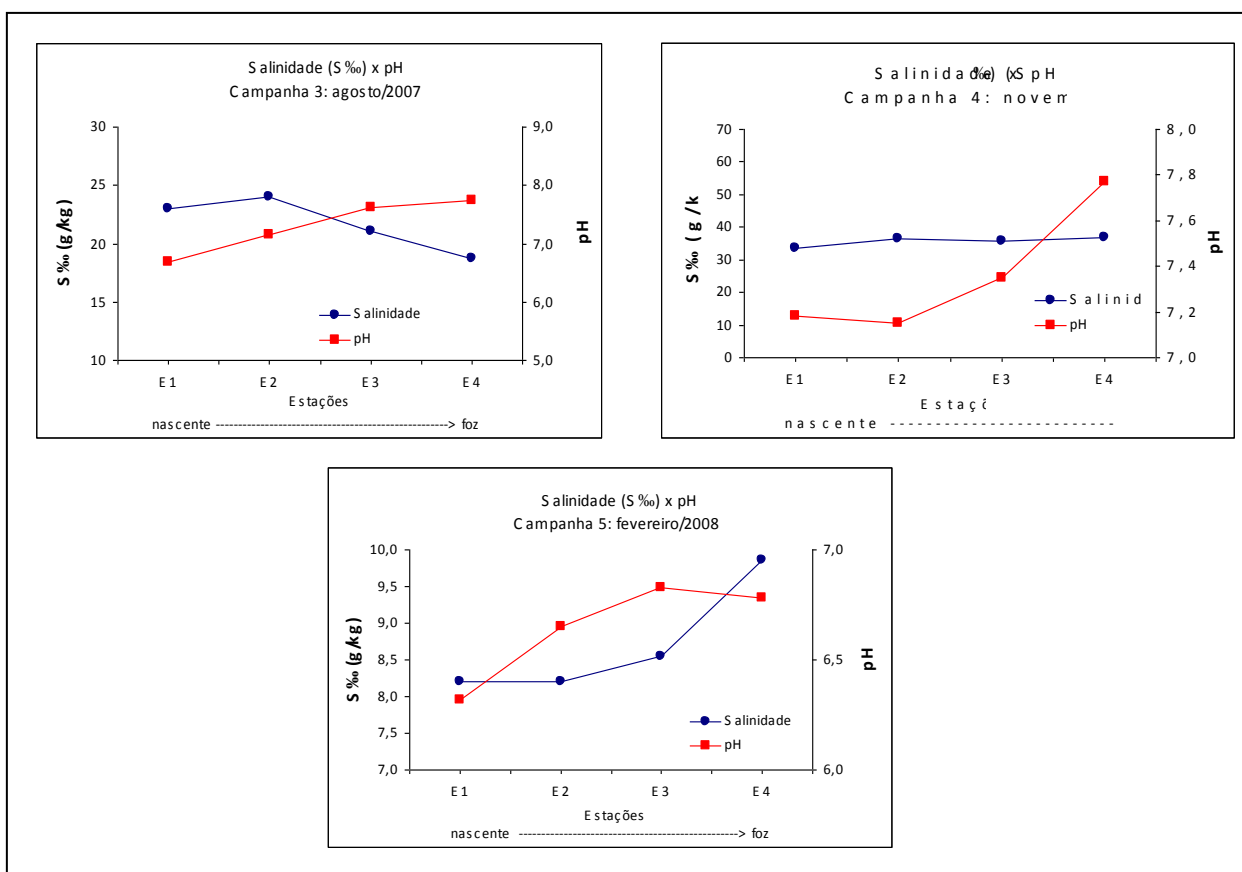 Salinidade (S‰) x pH
Campanha 3: agosto/2007
30
25
20
15
10
9,0
8,0
7,0
6,0
5,0
S‰ (g/kg)
pH
Salinidade
pH
E1 E2 E3 E4
Estações
nascente ----------------------------------------------------> foz
Campanha 4: novem
70
60
50
40
30
20
10
0
8,0
7,8
7,6
7,4
7,2
7,0
S‰ (g/k
pH
Salinid
pH
E1 E2 E3 E4
Estaç
nascente - - - - - - - - - - - - - - - - - - - - - - - - -
Salinidade (S‰) x pH
Campanha 5: fevereiro/2008
10,0
9,5
9,0
8,5
8,0
7,5
7,0
7,0
6,5
6,0
S‰ (g/kg)
pH
Salinidade
pH
E1 E2 E3 E4
Estações
nascente --------------------------------------------------> foz